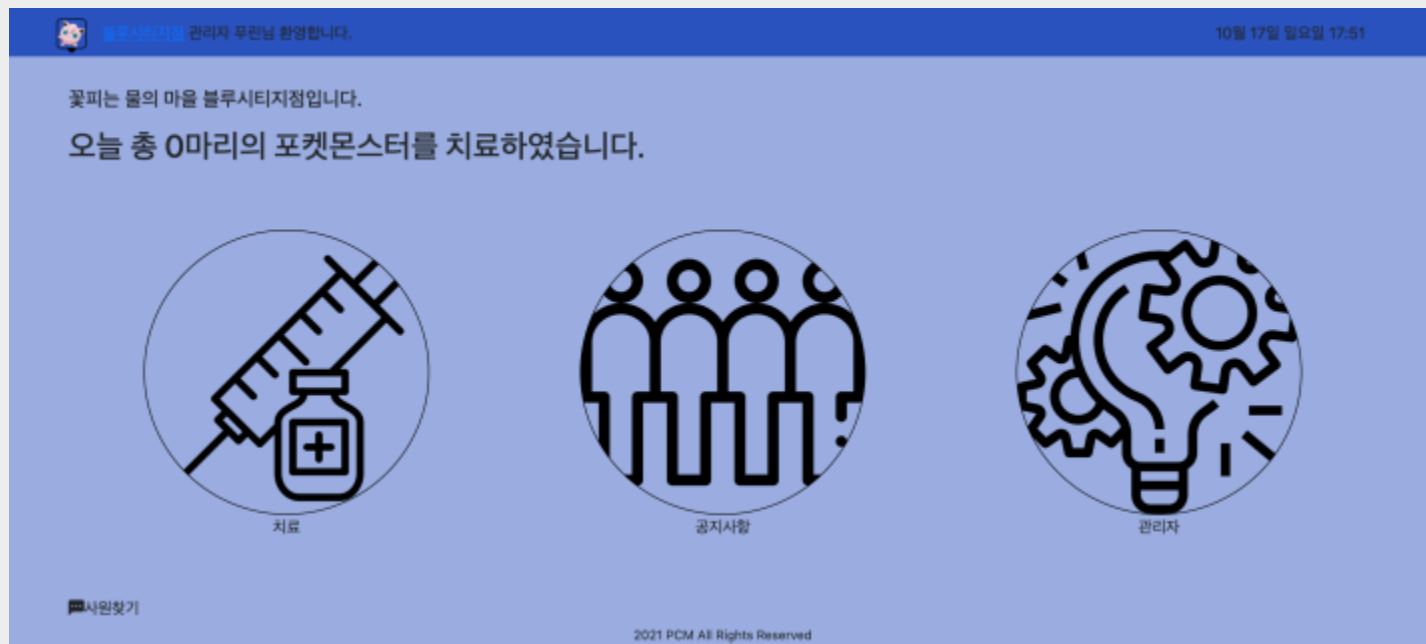 블루시티지점 관리자 푸린님 환영합니다.
10월 17일 일요일 17:51
꽃피는 물의 마을 블루시티지점입니다.
오늘 총 0마리의 포켓몬스터를 치료하였습니다.
치료
공지사항
관리자
사원찾기
2021 PCM All Rights Reserved